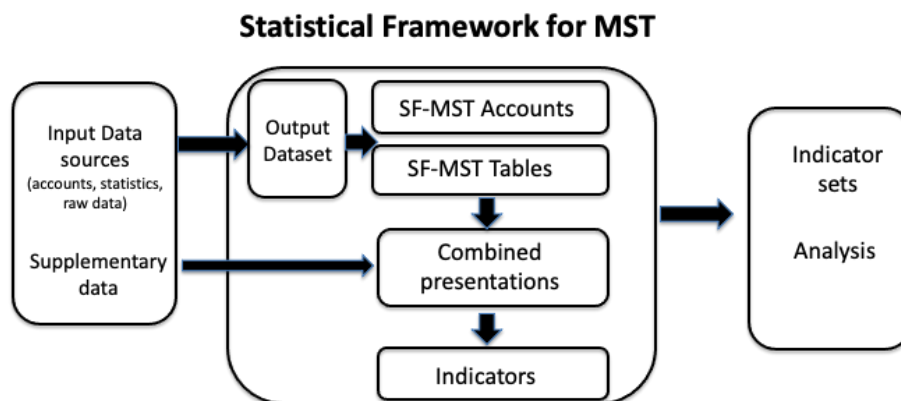 Statistical Framework for MST
Input Data
sources
(accounts, statistics,
raw data)
Supplementary
data
Output
Dataset
SF-MST Accounts
SF-MST Tables
Combined
presentations
Indicators
Indicator
sets
Analysis